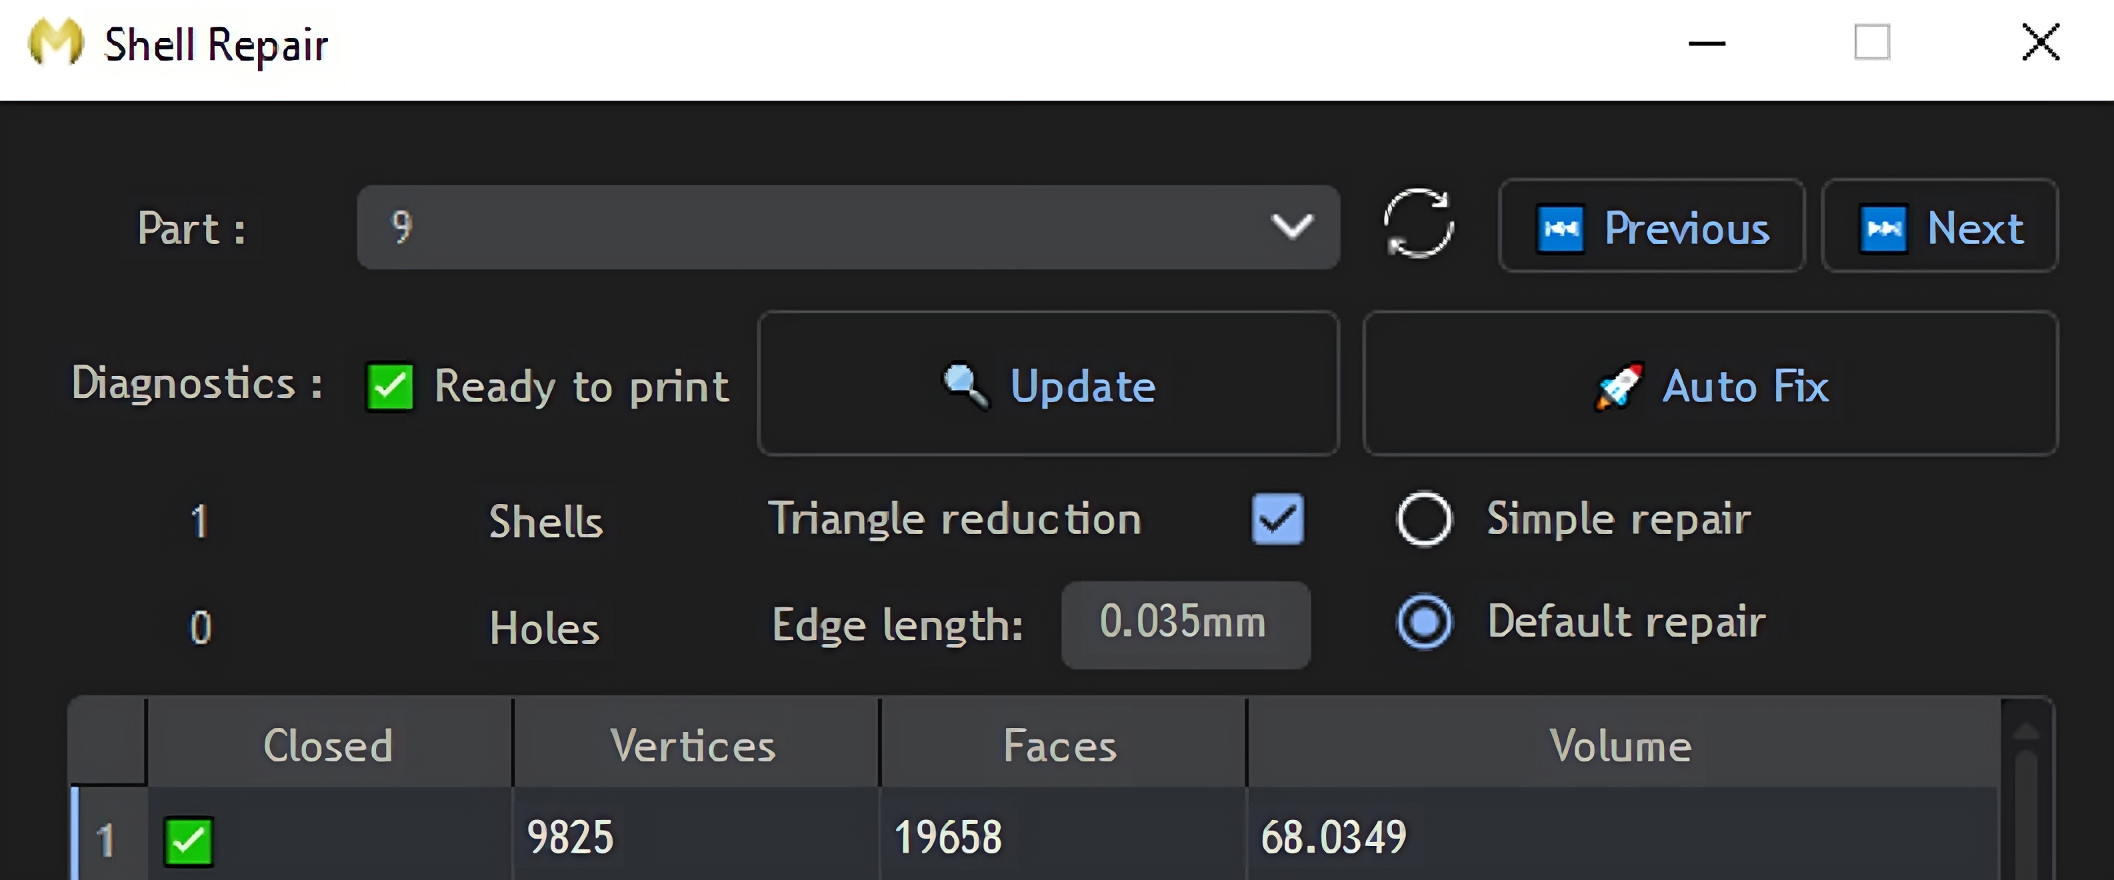 Shell Repair
Part : 9 Previous Next
Diagnostics : Ready to print Update Auto Fix
1 Shells Triangle reduction Simple repair
0 Holes Edge length: 0.035mm Default repair
Closed Vertices Faces Volume
1 9825 19658 68.0349